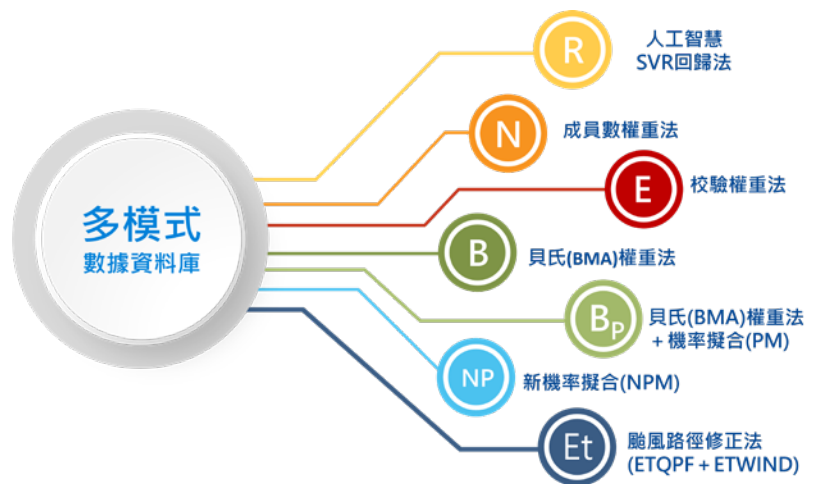 多模式
數據資料庫
R
人工智慧
SVR回歸法
N
成員數權重法
E
校驗權重法
B
貝氏(BMA)權重法
BP
貝氏(BMA)權重法
+ 機率擬合(PM)
NP
新機率擬合(NPM)
Et
颱風路徑修正法
(ETQPF + ETWIND)